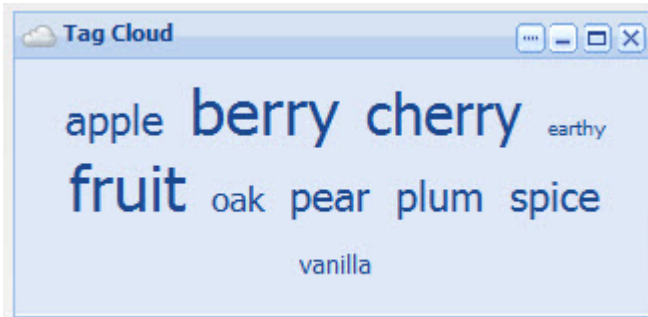 Tag Cloud
apple berry cherry earthy
fruit oak pear plum spice
vanilla